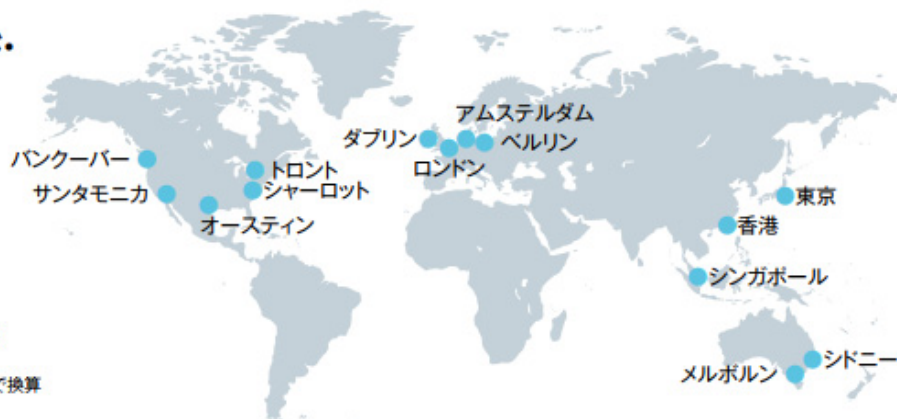 アムステルダム
ダブリン
ベルリン
ロンドン
バンクーバー
トロント
サンタモニカ
シャーロット
オースティン
東京
香港
シンガポール
シドニー
メルボルン
で換算